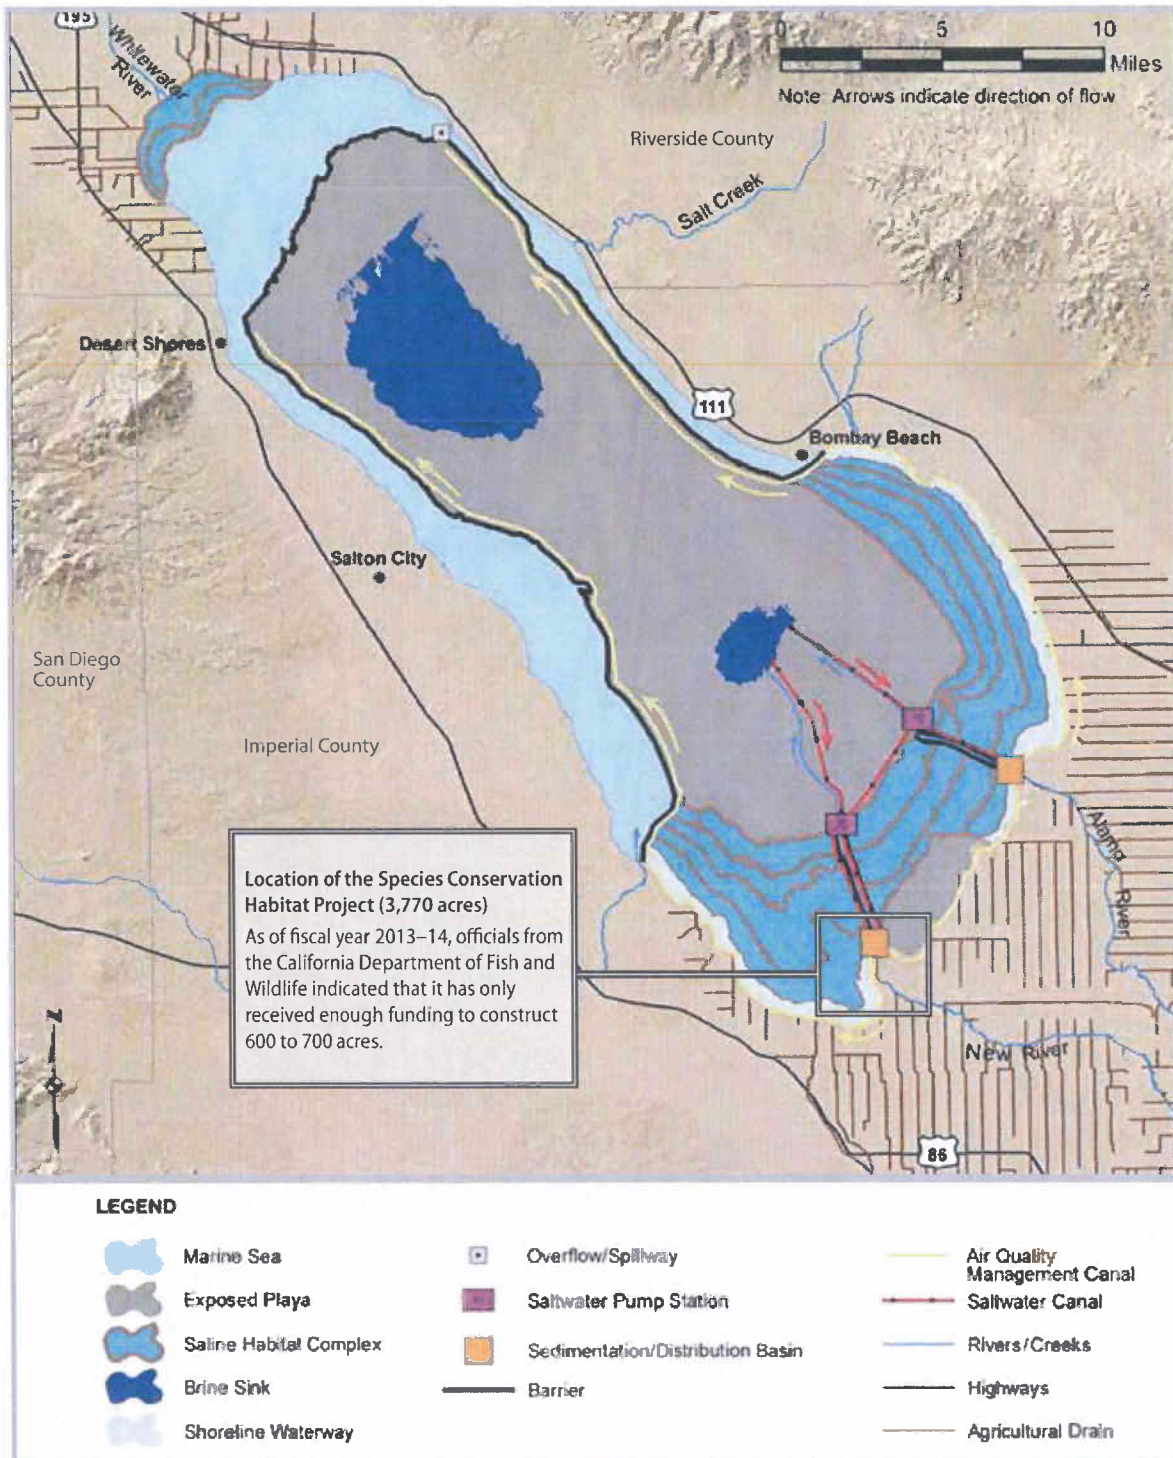 195
Whitewater
River
0 5 10
Miles
Note: Arrows indicate direction of flow
Riverside County
Salt Creek
Desert Shores
111
Bombay Beach
Salton City
San Diego
County
Imperial County
Alamo
River
Location of the Species Conservation
Habitat Project (3,770 acres)
As of fiscal year 2013–14, officials from
the California Department of Fish and
Wildlife indicated that it has only
received enough funding to construct
600 to 700 acres.
New River
N
86
LEGEND
Marine Sea
Exposed Playa
Saline Habitat Complex
Brine Sink
Shoreline Waterway
Overflow/Spillway
Saltwater Pump Station
Sedimentation/Distribution Basin
Barrier
Air Quality
Management Canal
Saltwater Canal
Rivers/Creeks
Highways
Agricultural Drain